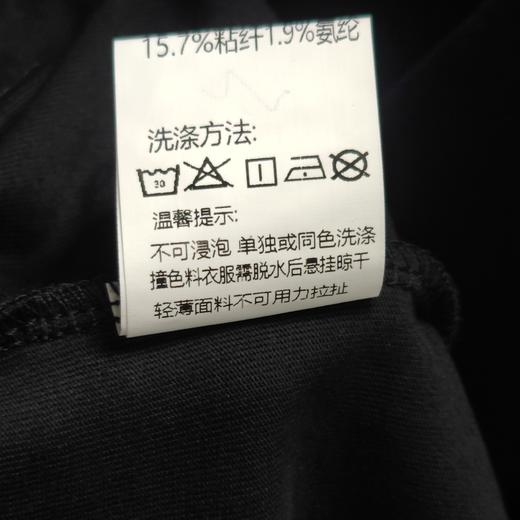 15.7%粘纤1.9%氨纶
洗涤方法:
30
温馨提示:
不可浸泡 单独或同色洗涤
撞色料衣服需脱水后悬挂晾干
轻薄面料不可用力拉扯